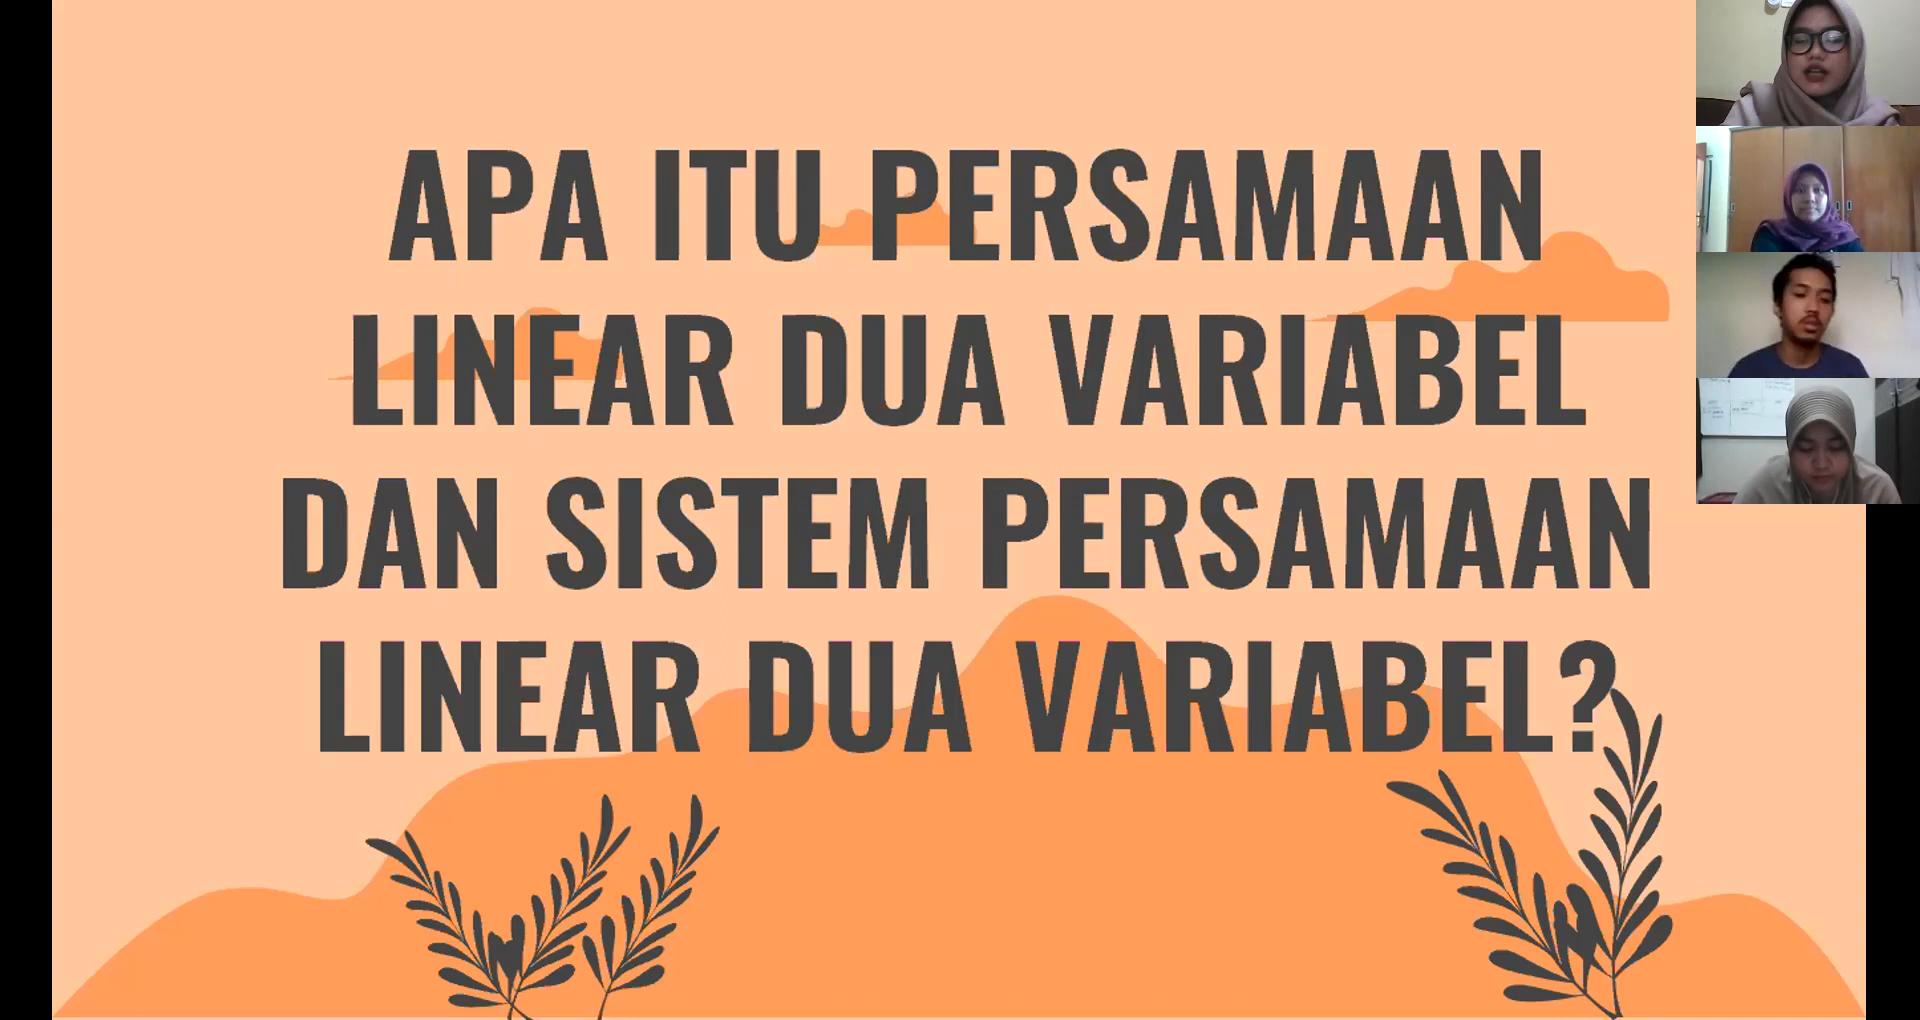 APA ITU PERSAMAAN
LINEAR DUA VARIABEL
DAN SISTEM PERSAMAAN
LINEAR DUA VARIABEL?